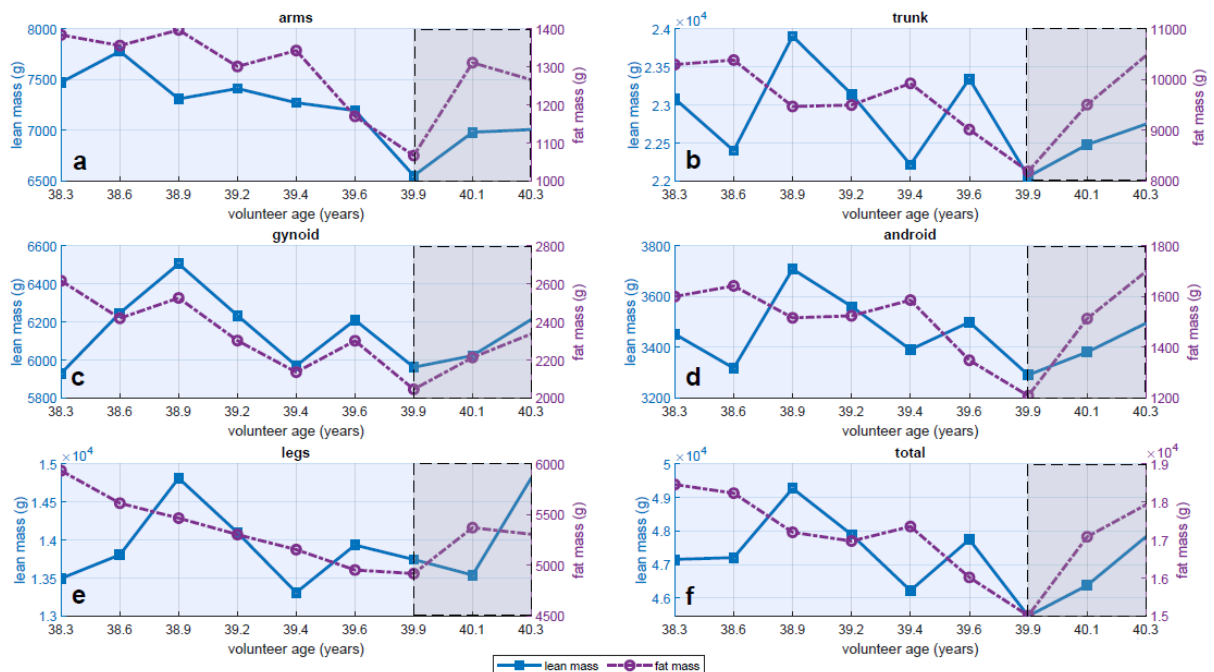 arms
8000
7500
7000
6500
lean mass (g)
1400
1300
1200
1100
1000
fat mass (g)
a
38.3 38.6 38.9 39.2 39.4 39.6 39.9 40.1 40.3
volunteer age (years)
trunk
×10⁴
2.4
2.35
2.3
2.25
2.2
lean mass (g)
11000
10000
9000
8000
fat mass (g)
b
38.3 38.6 38.9 39.2 39.4 39.6 39.9 40.1 40.3
volunteer age (years)
gynoid
6600
6400
6200
6000
5800
lean mass (g)
2800
2600
2400
2200
2000
fat mass (g)
c
38.3 38.6 38.9 39.2 39.4 39.6 39.9 40.1 40.3
volunteer age (years)
android
3800
3600
3400
3200
lean mass (g)
1800
1600
1400
1200
fat mass (g)
d
38.3 38.6 38.9 39.2 39.4 39.6 39.9 40.1 40.3
volunteer age (years)
legs
×10⁴
1.5
1.45
1.4
1.35
1.3
lean mass (g)
6000
5500
5000
4500
fat mass (g)
e
38.3 38.6 38.9 39.2 39.4 39.6 39.9 40.1 40.3
volunteer age (years)
total
×10⁴
5
4.9
4.8
4.7
4.6
lean mass (g)
×10⁴
1.9
1.8
1.7
1.6
1.5
fat mass (g)
f
38.3 38.6 38.9 39.2 39.4 39.6 39.9 40.1 40.3
volunteer age (years)
lean mass fat mass